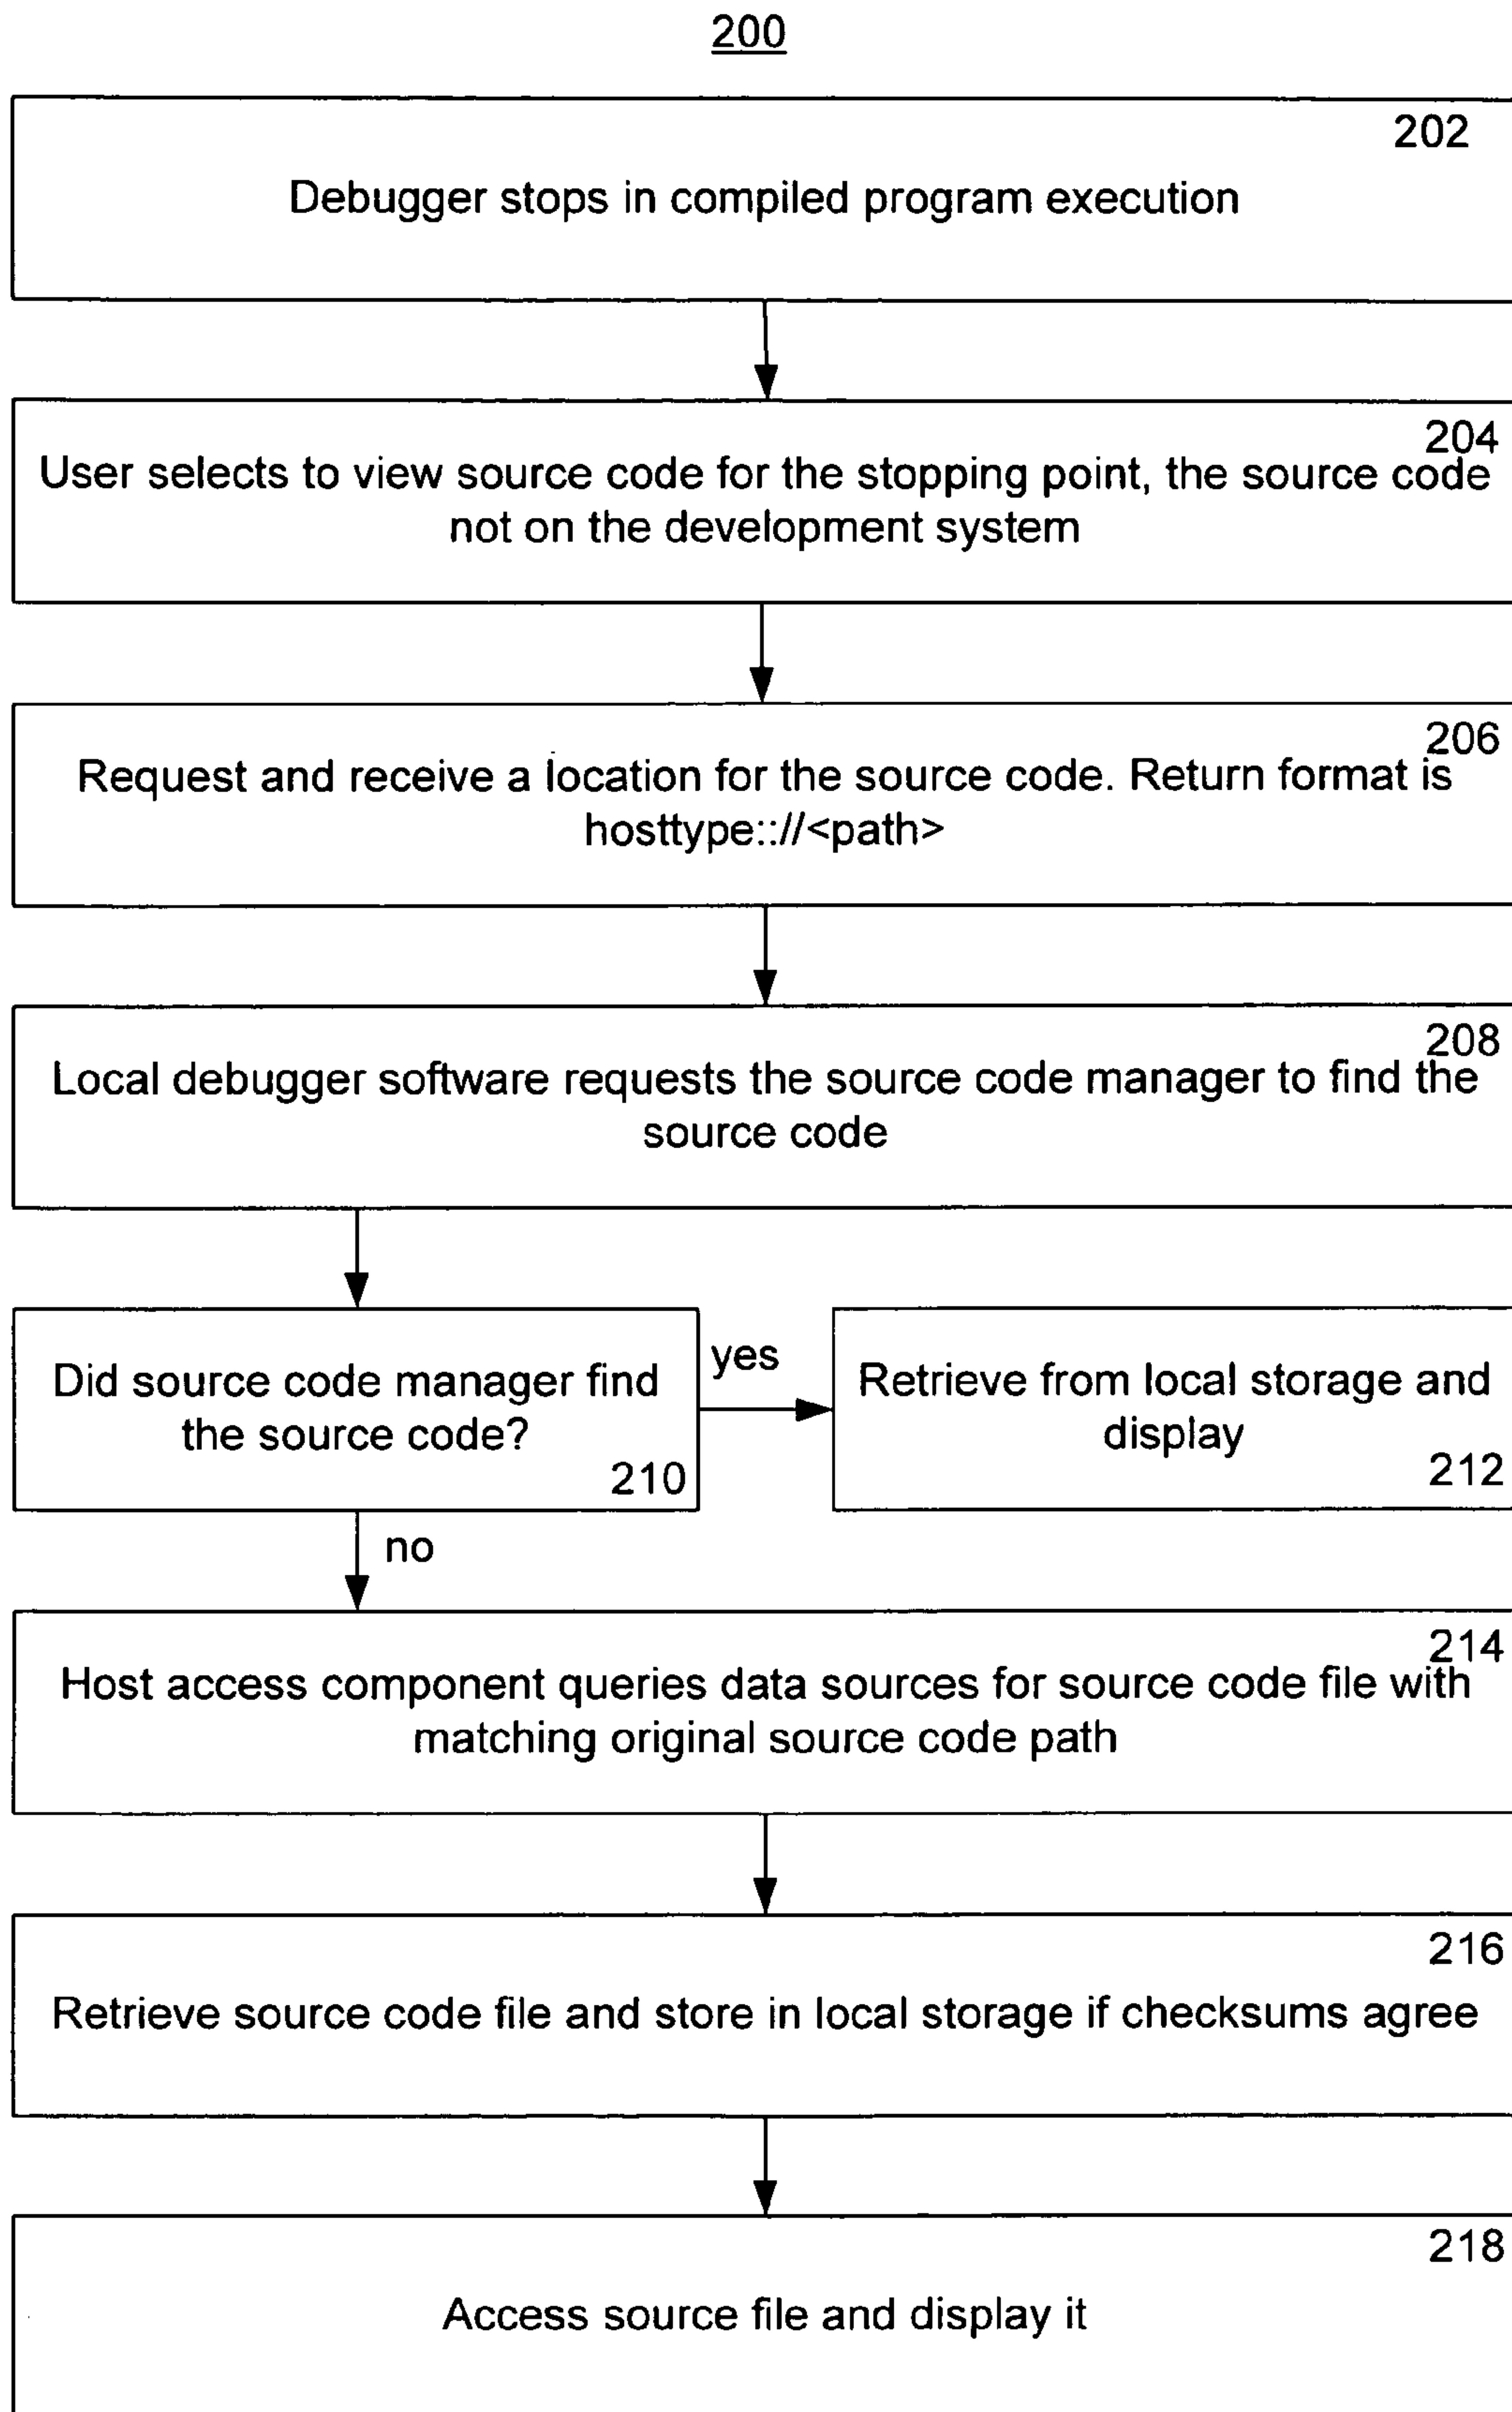 200
202
Debugger stops in compiled program execution
204
User selects to view source code for the stopping point, the source code
not on the development system
206
Request and receive a location for the source code. Return format is
hosttype:://<path>
208
Local debugger software requests the source code manager to find the
source code
Did source code manager find
the source code?
210
yes
Retrieve from local storage and
display
212
no
214
Host access component queries data sources for source code file with
matching original source code path
216
Retrieve source code file and store in local storage if checksums agree
218
Access source file and display it